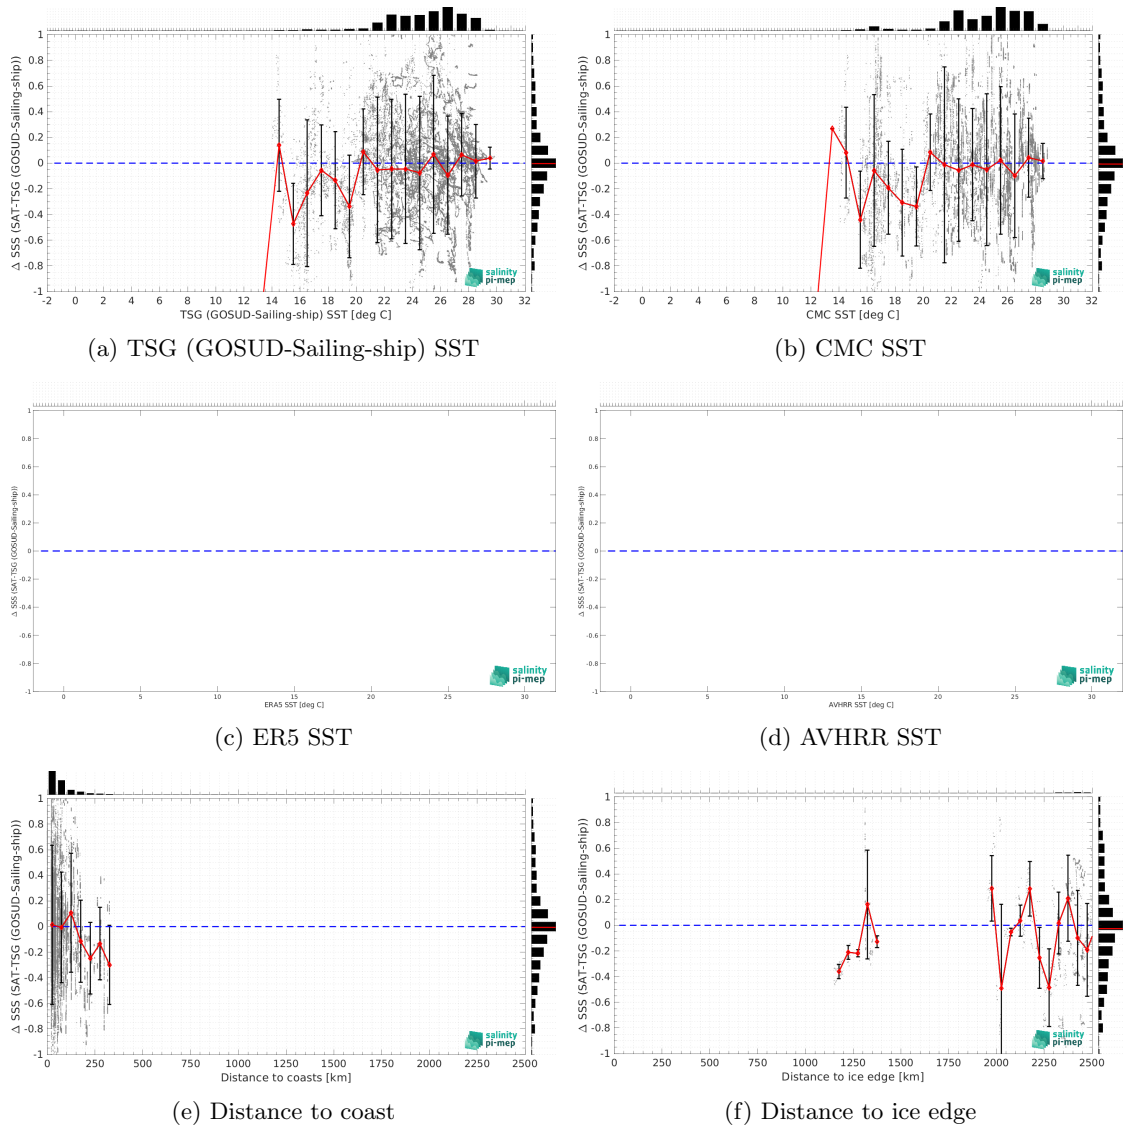 1
0.8
0.6
0.4
0.2
0
-0.2
-0.4
-0.6
-0.8
-1
Δ SSS (SAT-TSG (GOSUD-Sailing-ship))
-2 0 2 4 6 8 10 12 14 16 18 20 22 24 26 28 30 32
TSG (GOSUD-Sailing-ship) SST [deg C]
salinity
pi-mep
(a) TSG (GOSUD-Sailing-ship) SST
1
0.8
0.6
0.4
0.2
0
-0.2
-0.4
-0.6
-0.8
-1
Δ SSS (SAT-TSG (GOSUD-Sailing-ship))
-2 0 2 4 6 8 10 12 14 16 18 20 22 24 26 28 30 32
CMC SST [deg C]
salinity
pi-mep
(b) CMC SST
1
0.8
0.6
0.4
0.2
0
-0.2
-0.4
-0.6
-0.8
-1
Δ SSS (SAT-TSG (GOSUD-Sailing-ship))
0 5 10 15 20 25 30
ERA5 SST [deg C]
salinity
pi-mep
(c) ER5 SST
1
0.8
0.6
0.4
0.2
0
-0.2
-0.4
-0.6
-0.8
-1
Δ SSS (SAT-TSG (GOSUD-Sailing-ship))
0 5 10 15 20 25 30
AVHRR SST [deg C]
salinity
pi-mep
(d) AVHRR SST
1
0.8
0.6
0.4
0.2
0
-0.2
-0.4
-0.6
-0.8
-1
Δ SSS (SAT-TSG (GOSUD-Sailing-ship))
0 250 500 750 1000 1250 1500 1750 2000 2250 2500
Distance to coasts [km]
salinity
pi-mep
(e) Distance to coast
1
0.8
0.6
0.4
0.2
0
-0.2
-0.4
-0.6
-0.8
-1
Δ SSS (SAT-TSG (GOSUD-Sailing-ship))
0 250 500 750 1000 1250 1500 1750 2000 2250 2500
Distance to ice edge [km]
salinity
pi-mep
(f) Distance to ice edge